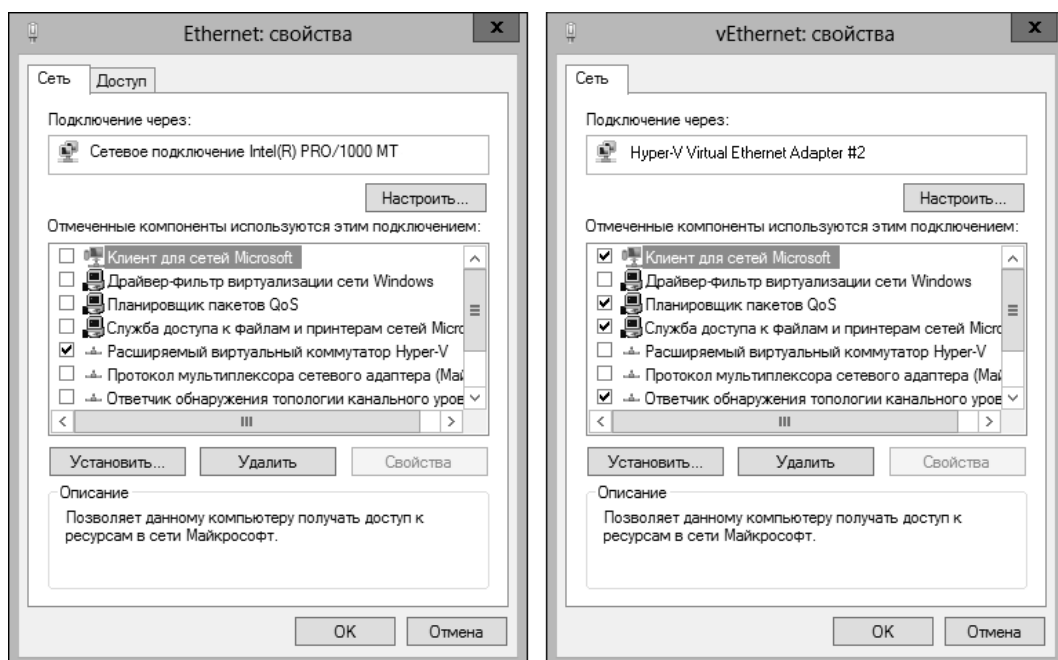 Ethernet: свойства
x
Сеть
Доступ
Подключение через:
Сетевое подключение Intel(R) PRO/1000 MT
Настроить...
Отмеченные компоненты используются этим подключением:
Клиент для сетей Microsoft
Драйвер-фильтр виртуализации сети Windows
Планировщик пакетов QoS
Служба доступа к файлам и принтерам сетей Micro
Расширяемый виртуальный коммутатор Hyper-V
Протокол мультиплексора сетевого адаптера (Май
Ответчик обнаружения топологии канального уров
Установить...
Удалить
Свойства
Описание
Позволяет данному компьютеру получать доступ к
ресурсам в сети Майкрософт.
OK
Отмена
vEthernet: свойства
x
Сеть
Подключение через:
Hyper-V Virtual Ethernet Adapter #2
Настроить...
Отмеченные компоненты используются этим подключением:
Клиент для сетей Microsoft
Драйвер-фильтр виртуализации сети Windows
Планировщик пакетов QoS
Служба доступа к файлам и принтерам сетей Micro
Расширяемый виртуальный коммутатор Hyper-V
Протокол мультиплексора сетевого адаптера (Май
Ответчик обнаружения топологии канального уров
Установить...
Удалить
Свойства
Описание
Позволяет данному компьютеру получать доступ к
ресурсам в сети Майкрософт.
OK
Отмена